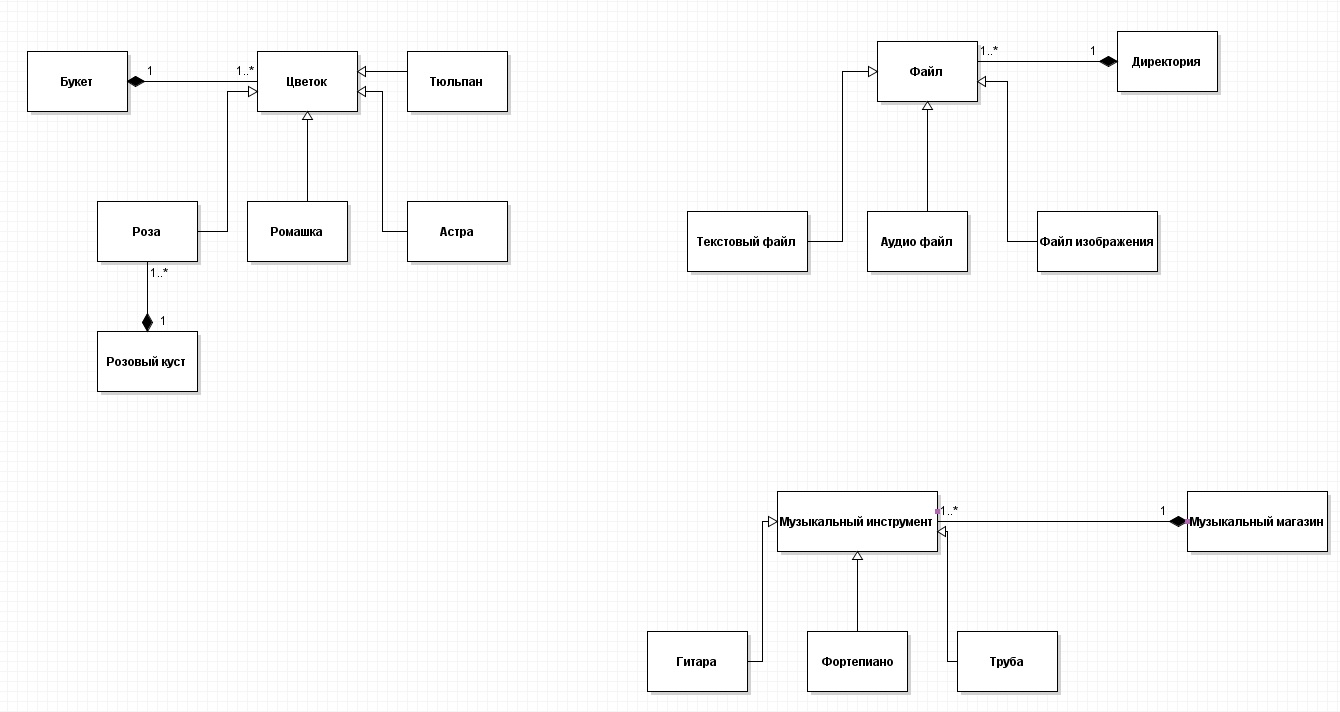 Букет
1
1..*
Цветок
Тюльпан
Роза
Ромашка
Астра
1..*
1
Розовый куст
Файл
1..*
1
Директория
Текстовый файл
Аудио файл
Файл изображения
Музыкальный инструмент
1..*
1
Музыкальный магазин
Гитара
Фортепиано
Труба